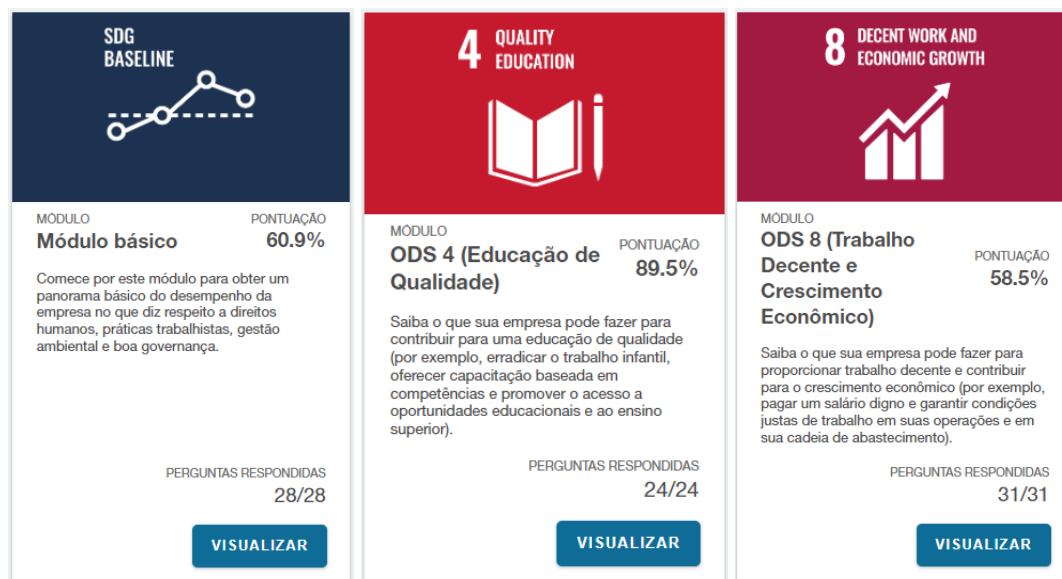 SDG
BASELINE
MÓDULO
PONTUAÇÃO
Módulo básico
60.9%
Comece por este módulo para obter um
panorama básico do desempenho da
empresa no que diz respeito a direitos
humanos, práticas trabalhistas, gestão
ambiental e boa governança.
PERGUNTAS RESPONDIDAS
28/28
VISUALIZAR
4 QUALITY
EDUCATION
MÓDULO
ODS 4 (Educação de
Qualidade)
PONTUAÇÃO
89.5%
Saiba o que sua empresa pode fazer para
contribuir para uma educação de qualidade
(por exemplo, erradicar o trabalho infantil,
oferecer capacitação baseada em
competências e promover o acesso a
oportunidades educacionais e ao ensino
superior).
PERGUNTAS RESPONDIDAS
24/24
VISUALIZAR
8 DECENT WORK AND
ECONOMIC GROWTH
MÓDULO
ODS 8 (Trabalho
Decente e
Crescimento
Econômico)
PONTUAÇÃO
58.5%
Saiba o que sua empresa pode fazer para
proporcionar trabalho decente e contribuir
para o crescimento econômico (por exemplo,
pagar um salário digno e garantir condições
justas de trabalho em suas operações e em
sua cadeia de abastecimento).
PERGUNTAS RESPONDIDAS
31/31
VISUALIZAR